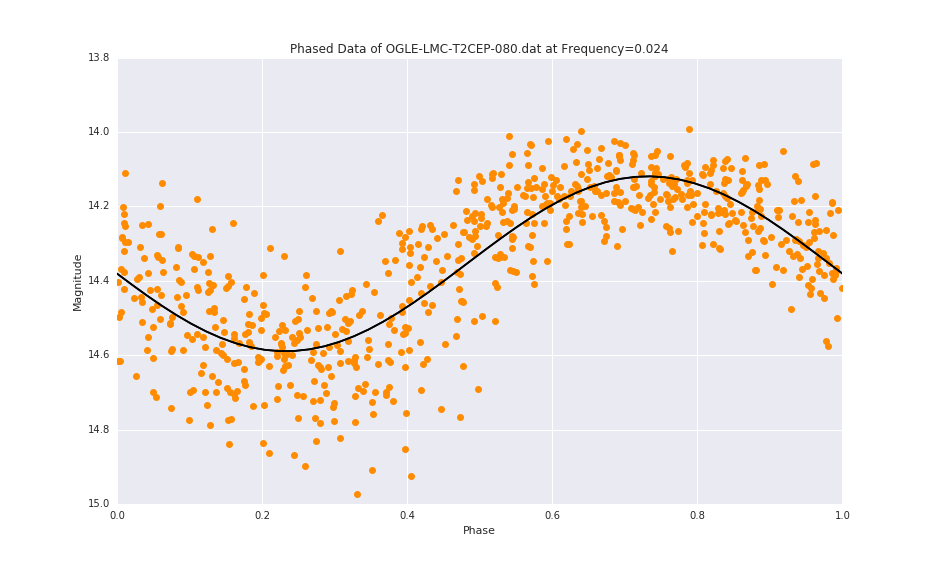 Phased Data of OGLE-LMC-T2CEP-080.dat at Frequency=0.024
13.8
14.0
14.2
14.4
14.6
14.8
15.0
Magnitude
0.0 0.2 0.4 0.6 0.8 1.0
Phase